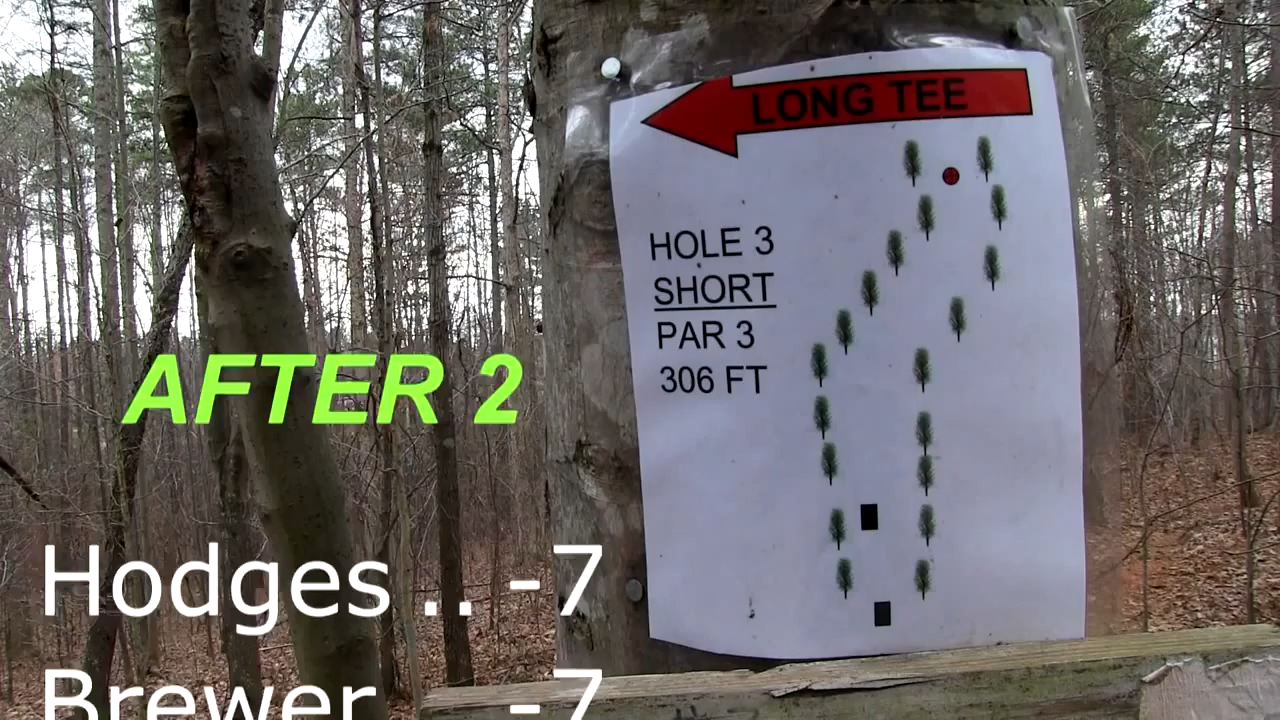 LONG TEE
HOLE 3
SHORT
PAR 3
306 FT
AFTER 2
Hodges .. -7
Brewer -7